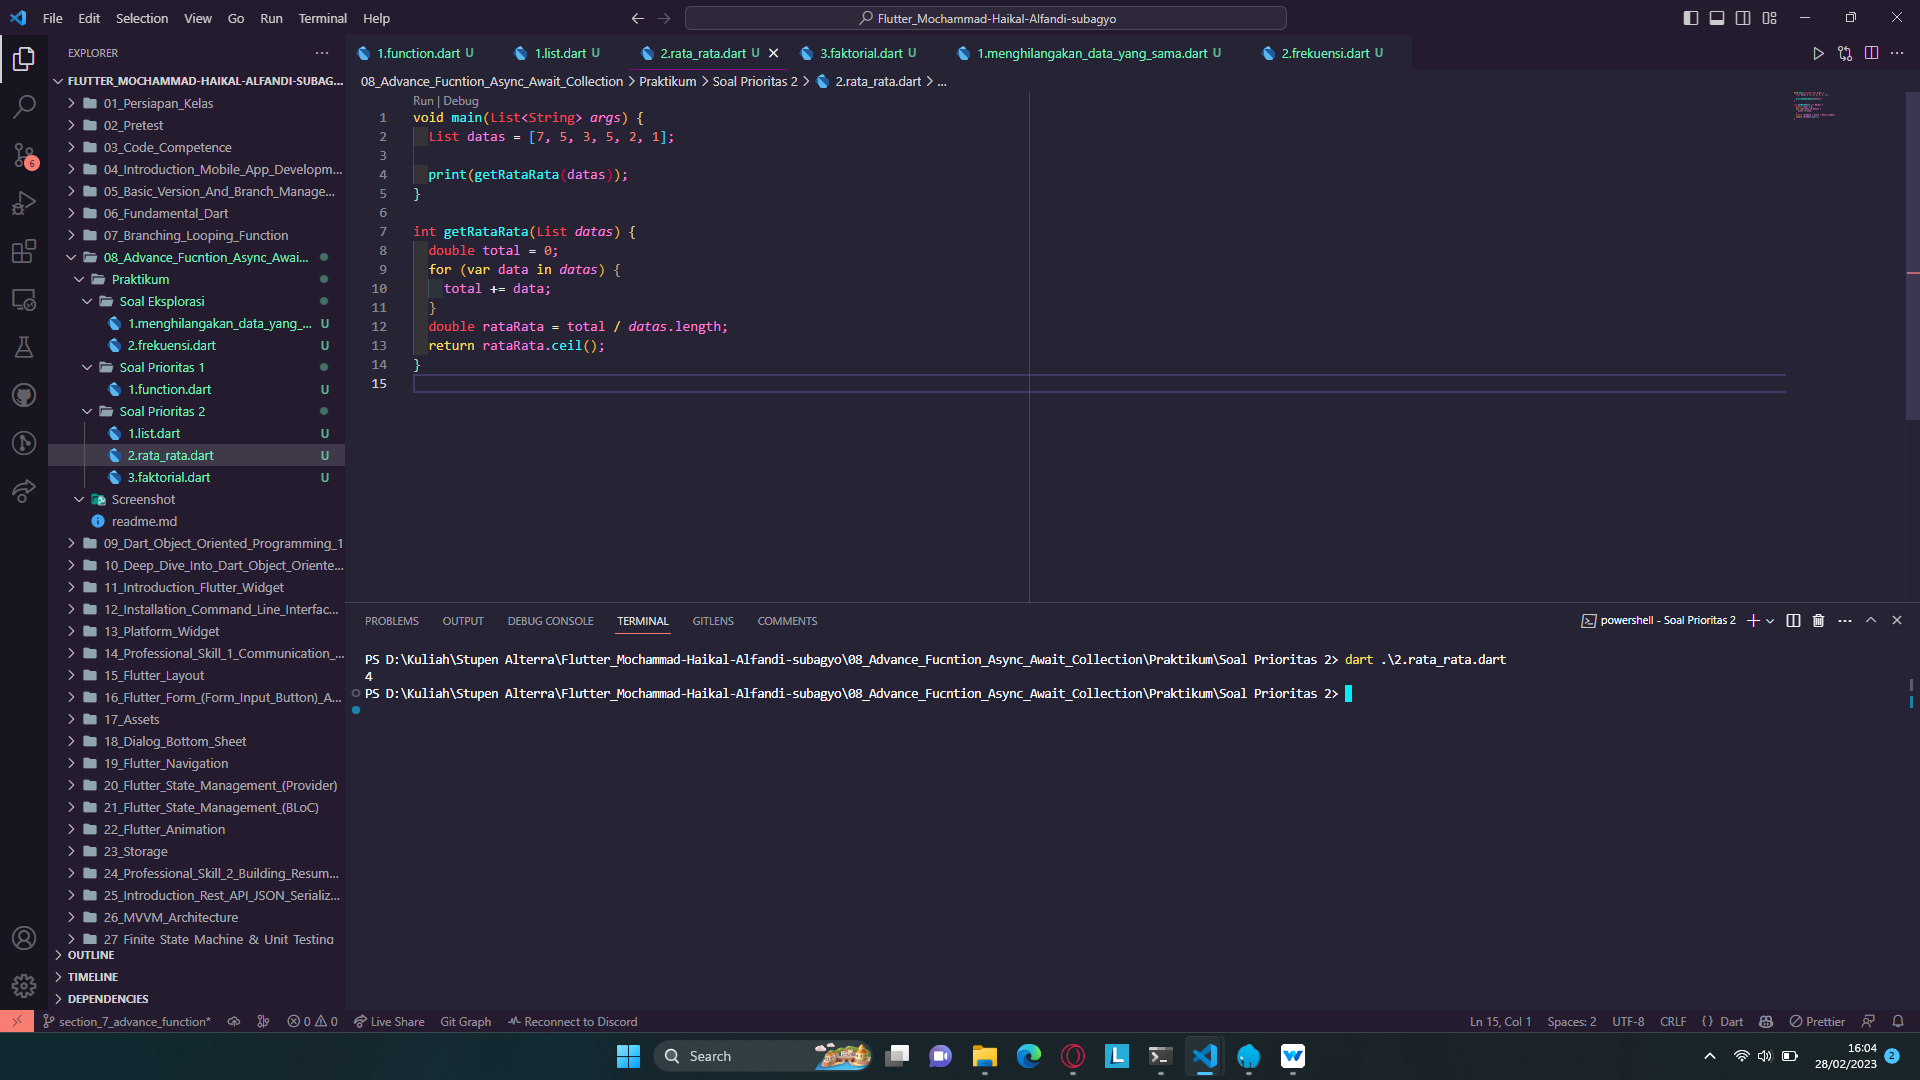 File Edit Selection View Go Run Terminal Help
Flutter_Mochammad-Haikal-Alfandi-subagyo
EXPLORER
FLUTTER_MOCHAMMAD-HAIKAL-ALFANDI-SUBAG...
01_Persiapan_Kelas
02_Pretest
03_Code_Competence
04_Introduction_Mobile_App_Developm...
05_Basic_Version_And_Branch_Manage...
06_Fundamental_Dart
07_Branching_Looping_Function
08_Advance_Fucntion_Async_Awai...
Praktikum
Soal Eksplorasi
1.menghilangakan_data_yang_... U
2.frekuensi.dart U
Soal Prioritas 1
1.function.dart U
Soal Prioritas 2
1.list.dart U
2.rata_rata.dart U
3.faktorial.dart U
Screenshot
readme.md
09_Dart_Object_Oriented_Programming_1
10_Deep_Dive_Into_Dart_Object_Oriente...
11_Introduction_Flutter_Widget
12_Installation_Command_Line_Interfac...
13_Platform_Widget
14_Professional_Skill_1_Communication_...
15_Flutter_Layout
16_Flutter_Form_(Form_Input_Button)_A...
17_Assets
18_Dialog_Bottom_Sheet
19_Flutter_Navigation
20_Flutter_State_Management_(Provider)
21_Flutter_State_Management_(BLoC)
22_Flutter_Animation
23_Storage
24_Professional_Skill_2_Building_Resum...
25_Introduction_Rest_API_JSON_Serializ...
26_MVVM_Architecture
27_Finite_State_Machine_&_Unit_Testing
OUTLINE
TIMELINE
DEPENDENCIES
6
1.function.dart U 1.list.dart U 2.rata_rata.dart U 3.faktorial.dart U 1.menghilangakan_data_yang_sama.dart U 2.frekuensi.dart U
08_Advance_Fucntion_Async_Await_Collection > Praktikum > Soal Prioritas 2 > 2.rata_rata.dart > ...
Run | Debug
1 void main(List<String> args) {
2 List datas = [7, 5, 3, 5, 2, 1];
3
4 print(getRataRata(datas));
5 }
6
7 int getRataRata(List datas) {
8 double total = 0;
9 for (var data in datas) {
10 total += data;
11 }
12 double rataRata = total / datas.length;
13 return rataRata.ceil();
14 }
15
PROBLEMS OUTPUT DEBUG CONSOLE TERMINAL GITLENS COMMENTS
powershell - Soal Prioritas 2
PS D:\Kuliah\Stupen Alterra\Flutter_Mochammad-Haikal-Alfandi-subagyo\08_Advance_Fucntion_Async_Await_Collection\Praktikum\Soal Prioritas 2> dart .\2.rata_rata.dart
4
PS D:\Kuliah\Stupen Alterra\Flutter_Mochammad-Haikal-Alfandi-subagyo\08_Advance_Fucntion_Async_Await_Collection\Praktikum\Soal Prioritas 2>
section_7_advance_function* 0 0 Live Share Git Graph Reconnect to Discord
Ln 15, Col 1 Spaces: 2 UTF-8 CRLF { } Dart Prettier
Search
L
16:04
28/02/2023
2